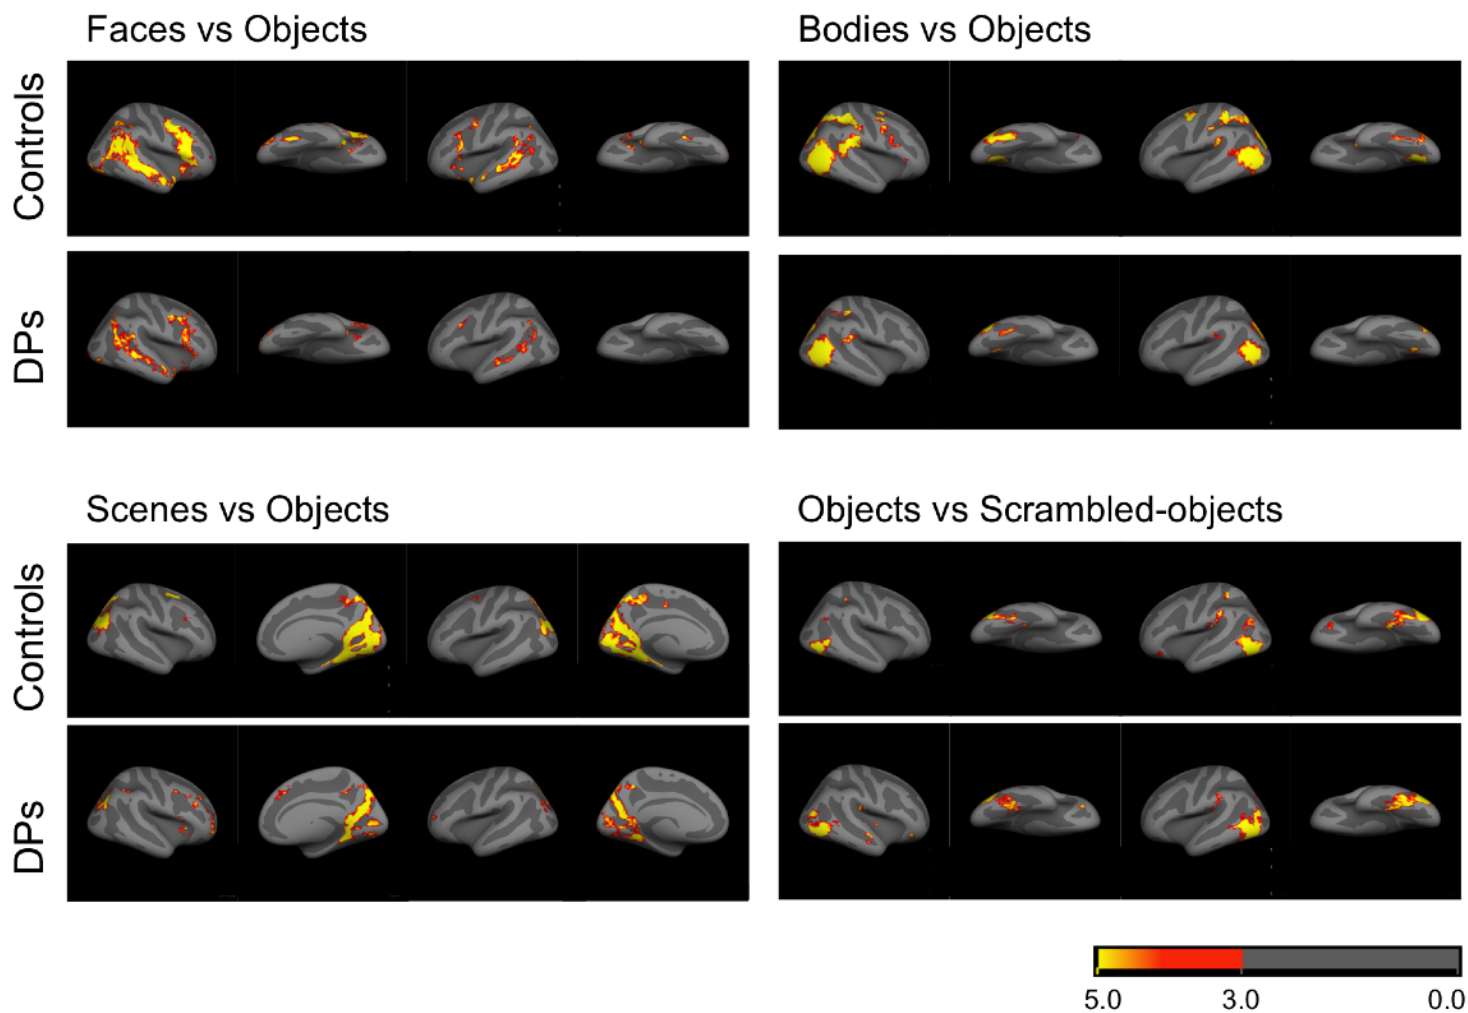 Faces vs Objects
Bodies vs Objects
Controls
DPs
Scenes vs Objects
Objects vs Scrambled-objects
Controls
DPs
5.0 3.0 0.0